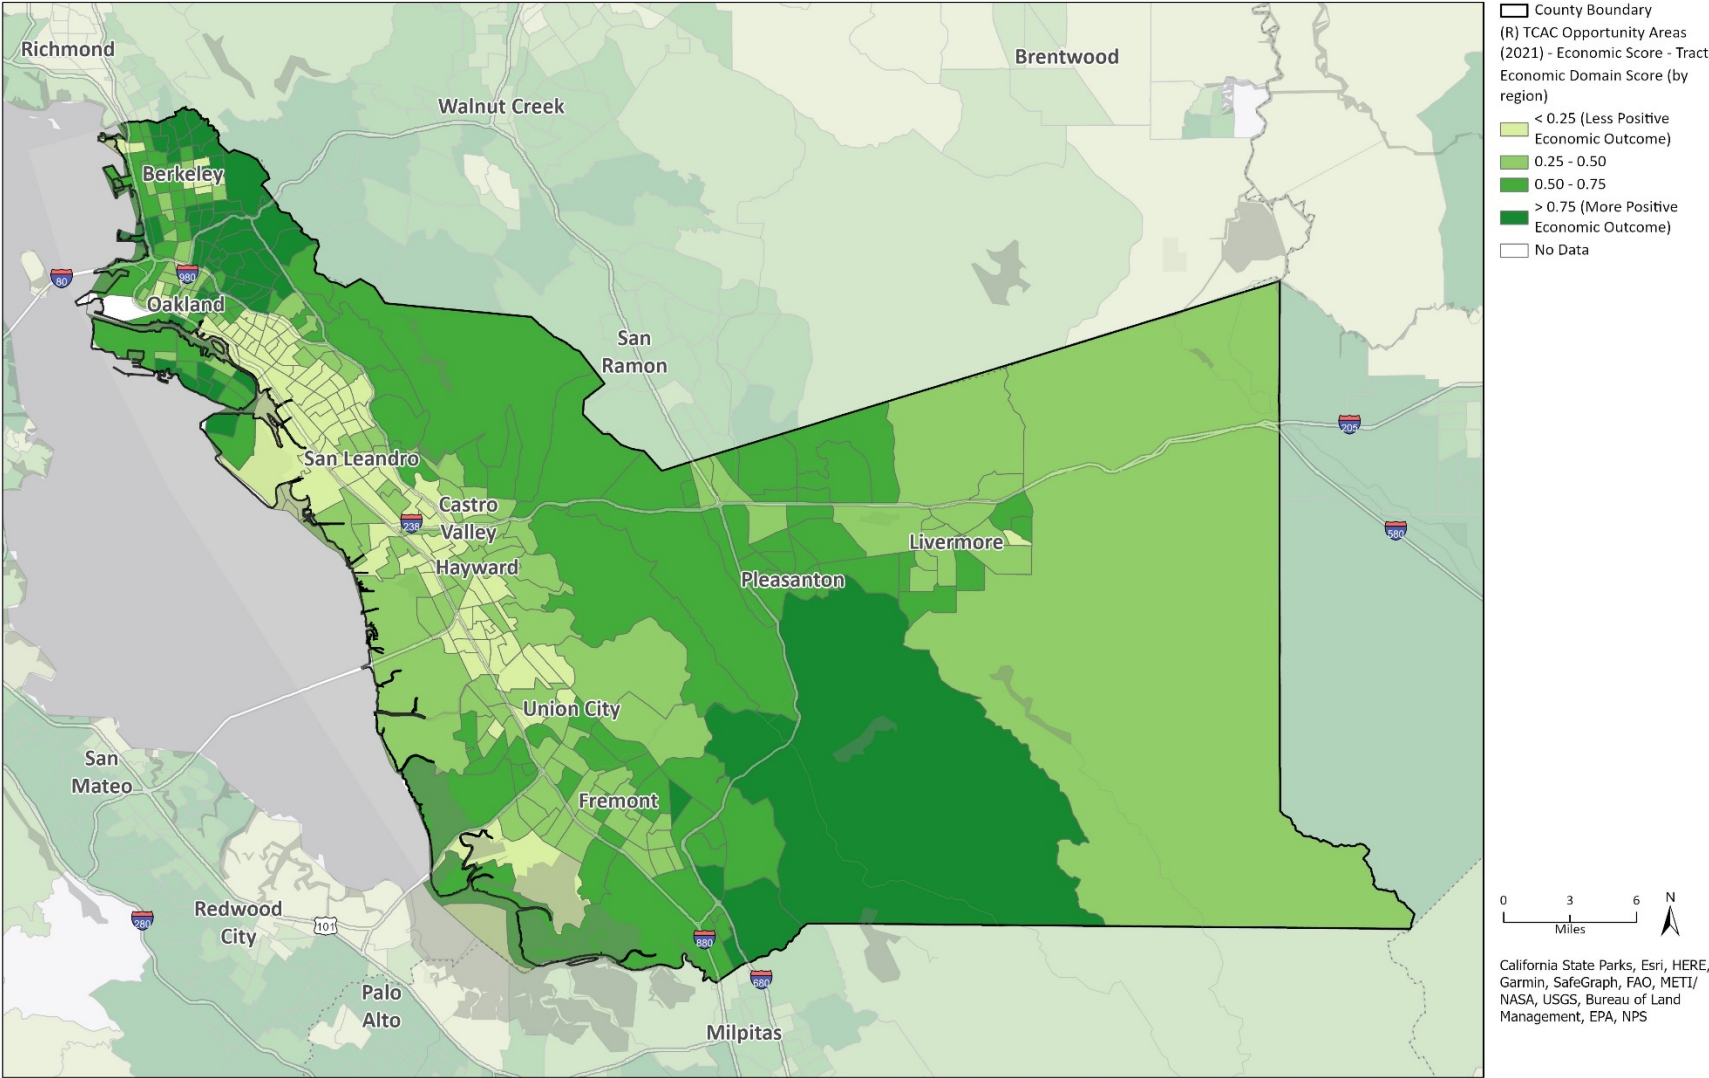 Richmond
Walnut Creek
Brentwood
Berkeley
80
980
Oakland
San
Ramon
205
San Leandro
Castro
Valley
238
580
Livermore
Hayward
Pleasanton
Union City
San
Mateo
Fremont
Redwood
City
280
101
880
680
Palo
Alto
Milpitas
County Boundary
(R) TCAC Opportunity Areas
(2021) - Economic Score - Tract
Economic Domain Score (by
region)
< 0.25 (Less Positive
Economic Outcome)
0.25 - 0.50
0.50 - 0.75
> 0.75 (More Positive
Economic Outcome)
No Data
0 3 6
Miles
N
California State Parks, Esri, HERE,
Garmin, SafeGraph, FAO, METI/
NASA, USGS, Bureau of Land
Management, EPA, NPS